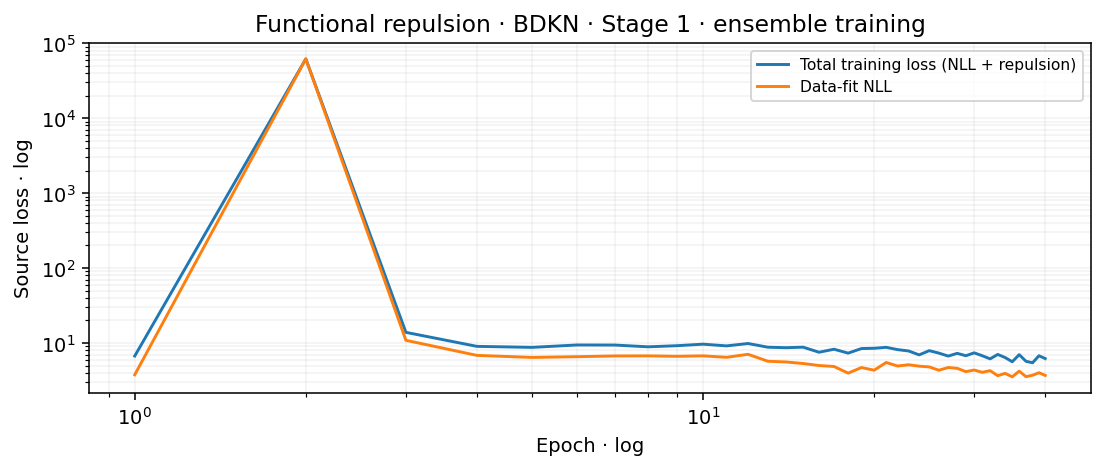 Functional repulsion · BDKN · Stage 1 · ensemble training
Source loss · log
10^5
10^4
10^3
10^2
10^1
Total training loss (NLL + repulsion)
Data-fit NLL
10^0
10^1
Epoch · log